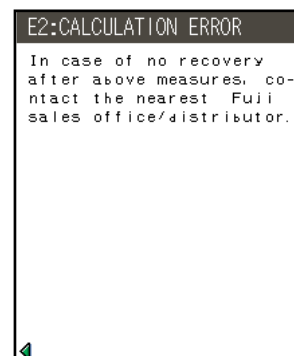 E2:CALCULATION ERROR
In case of no recovery
after above measures, co-
ntact the nearest Fuji
sales office/distributor.